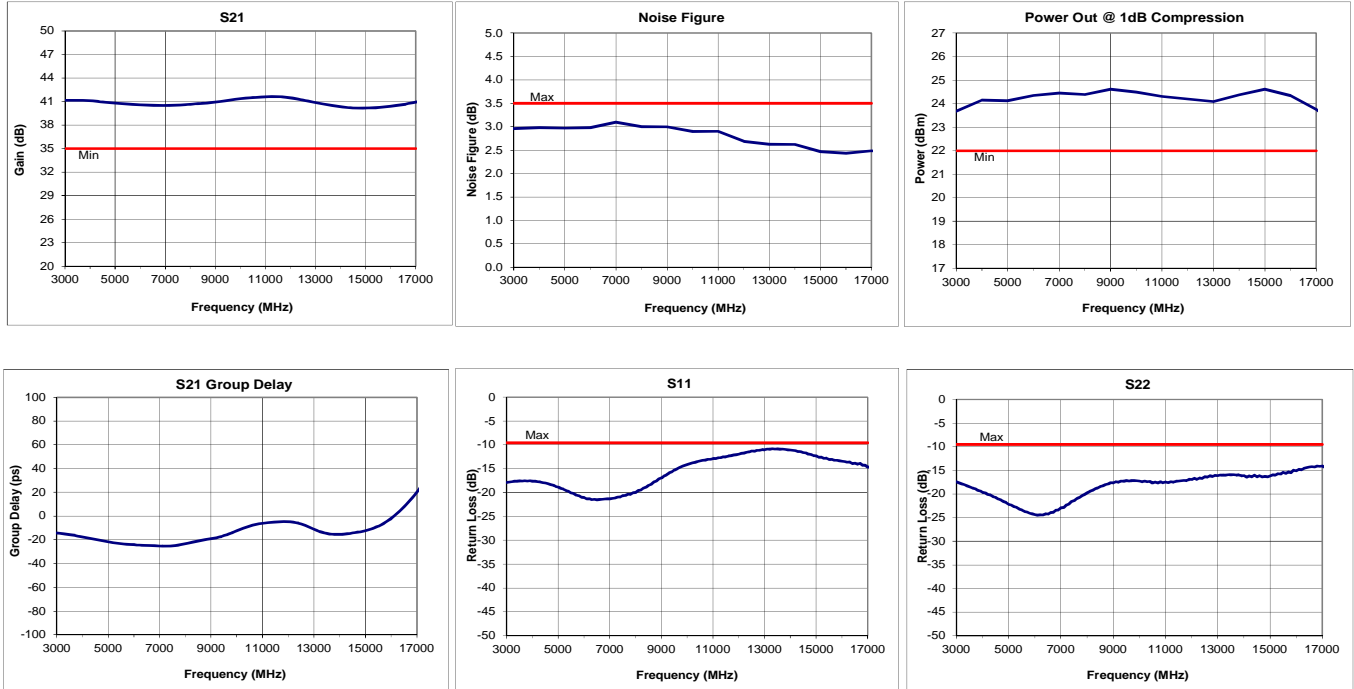 S21
50
47
44
41
38
35
32
29
26
23
20
Gain (dB)
Min
3000 5000 7000 9000 11000 13000 15000 17000
Frequency (MHz)
Noise Figure
5.0
4.5
4.0
3.5
3.0
2.5
2.0
1.5
1.0
0.5
0.0
Noise Figure (dB)
Max
3000 5000 7000 9000 11000 13000 15000 17000
Frequency (MHz)
Power Out @ 1dB Compression
27
26
25
24
23
22
21
20
19
18
17
Power (dBm)
Min
3000 5000 7000 9000 11000 13000 15000 17000
Frequency (MHz)
S21 Group Delay
100
80
60
40
20
0
-20
-40
-60
-80
-100
Group Delay (ps)
3000 5000 7000 9000 11000 13000 15000 17000
Frequency (MHz)
S11
0
-5
-10
-15
-20
-25
-30
-35
-40
-45
-50
Return Loss (dB)
Max
3000 5000 7000 9000 11000 13000 15000 17000
Frequency (MHz)
S22
0
-5
-10
-15
-20
-25
-30
-35
-40
-45
-50
Return Loss (dB)
Max
3000 5000 7000 9000 11000 13000 15000 17000
Frequency (MHz)